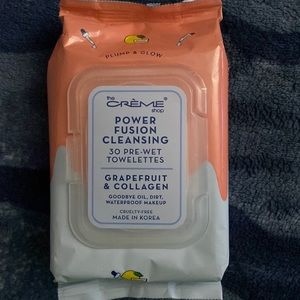 PLUMP & GLOW
the
CRÈME
shop
POWER
FUSION
CLEANSING
30 PRE-WET
TOWELETTES
GRAPEFRUIT
& COLLAGEN
GOODBYE OIL, DIRT,
WATERPROOF MAKEUP
CRUELTY-FREE
MADE IN KOREA